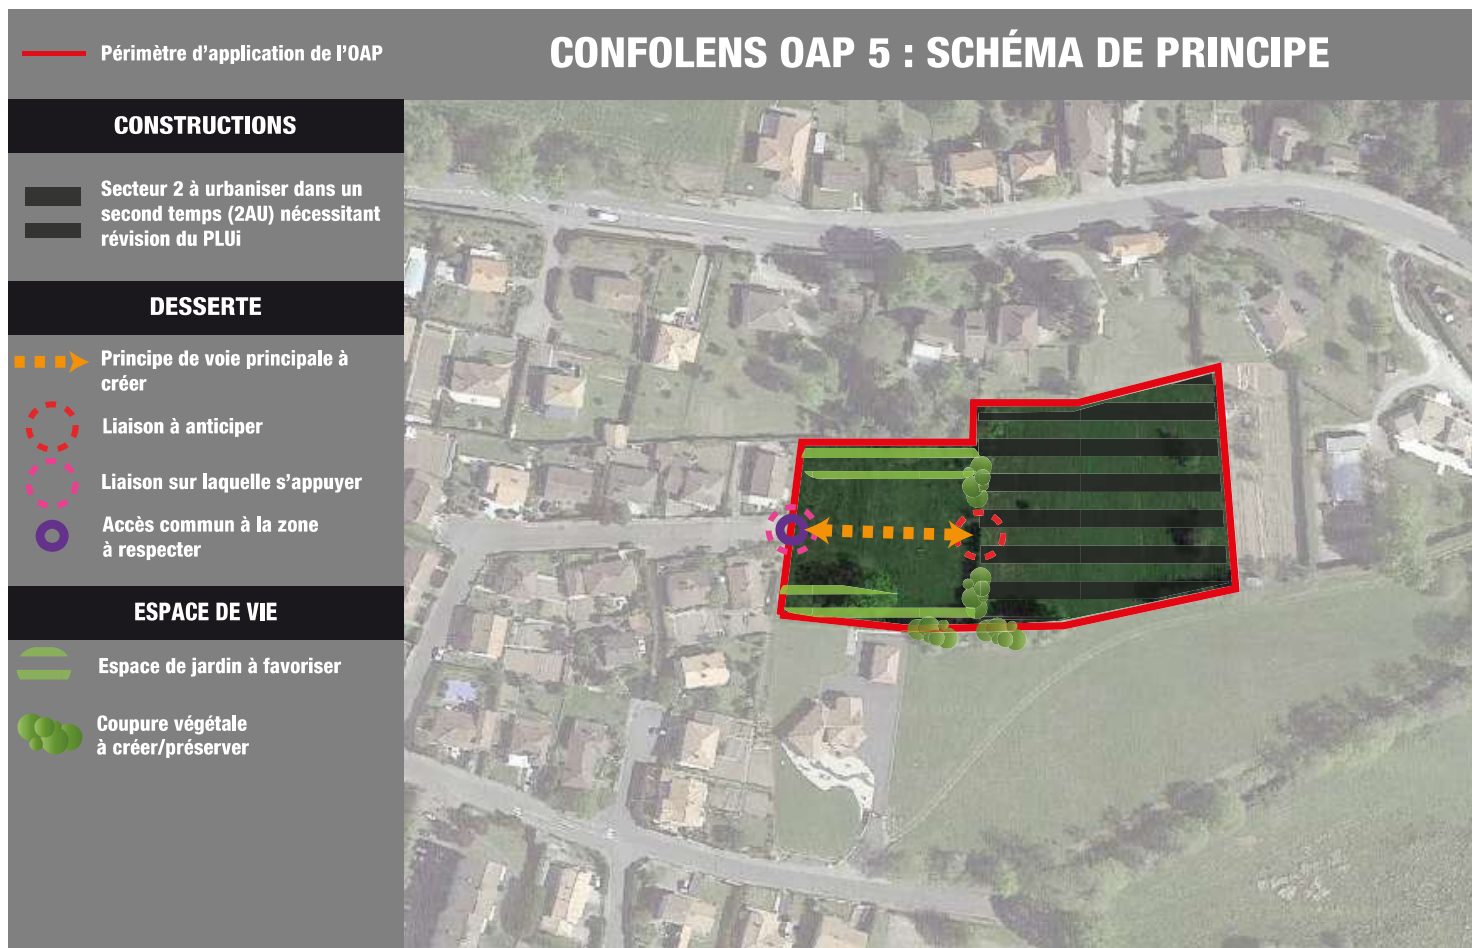 Périmètre d'application de l'OAP
CONFOLENS OAP 5 : SCHÉMA DE PRINCIPE
CONSTRUCTIONS
Secteur 2 à urbaniser dans un
second temps (2AU) nécessitant
révision du PLUi
DESSERTE
Principe de voie principale à
créer
Liaison à anticiper
Liaison sur laquelle s'appuyer
Accès commun à la zone
à respecter
ESPACE DE VIE
Espace de jardin à favoriser
Coupure végétale
à créer/préserver